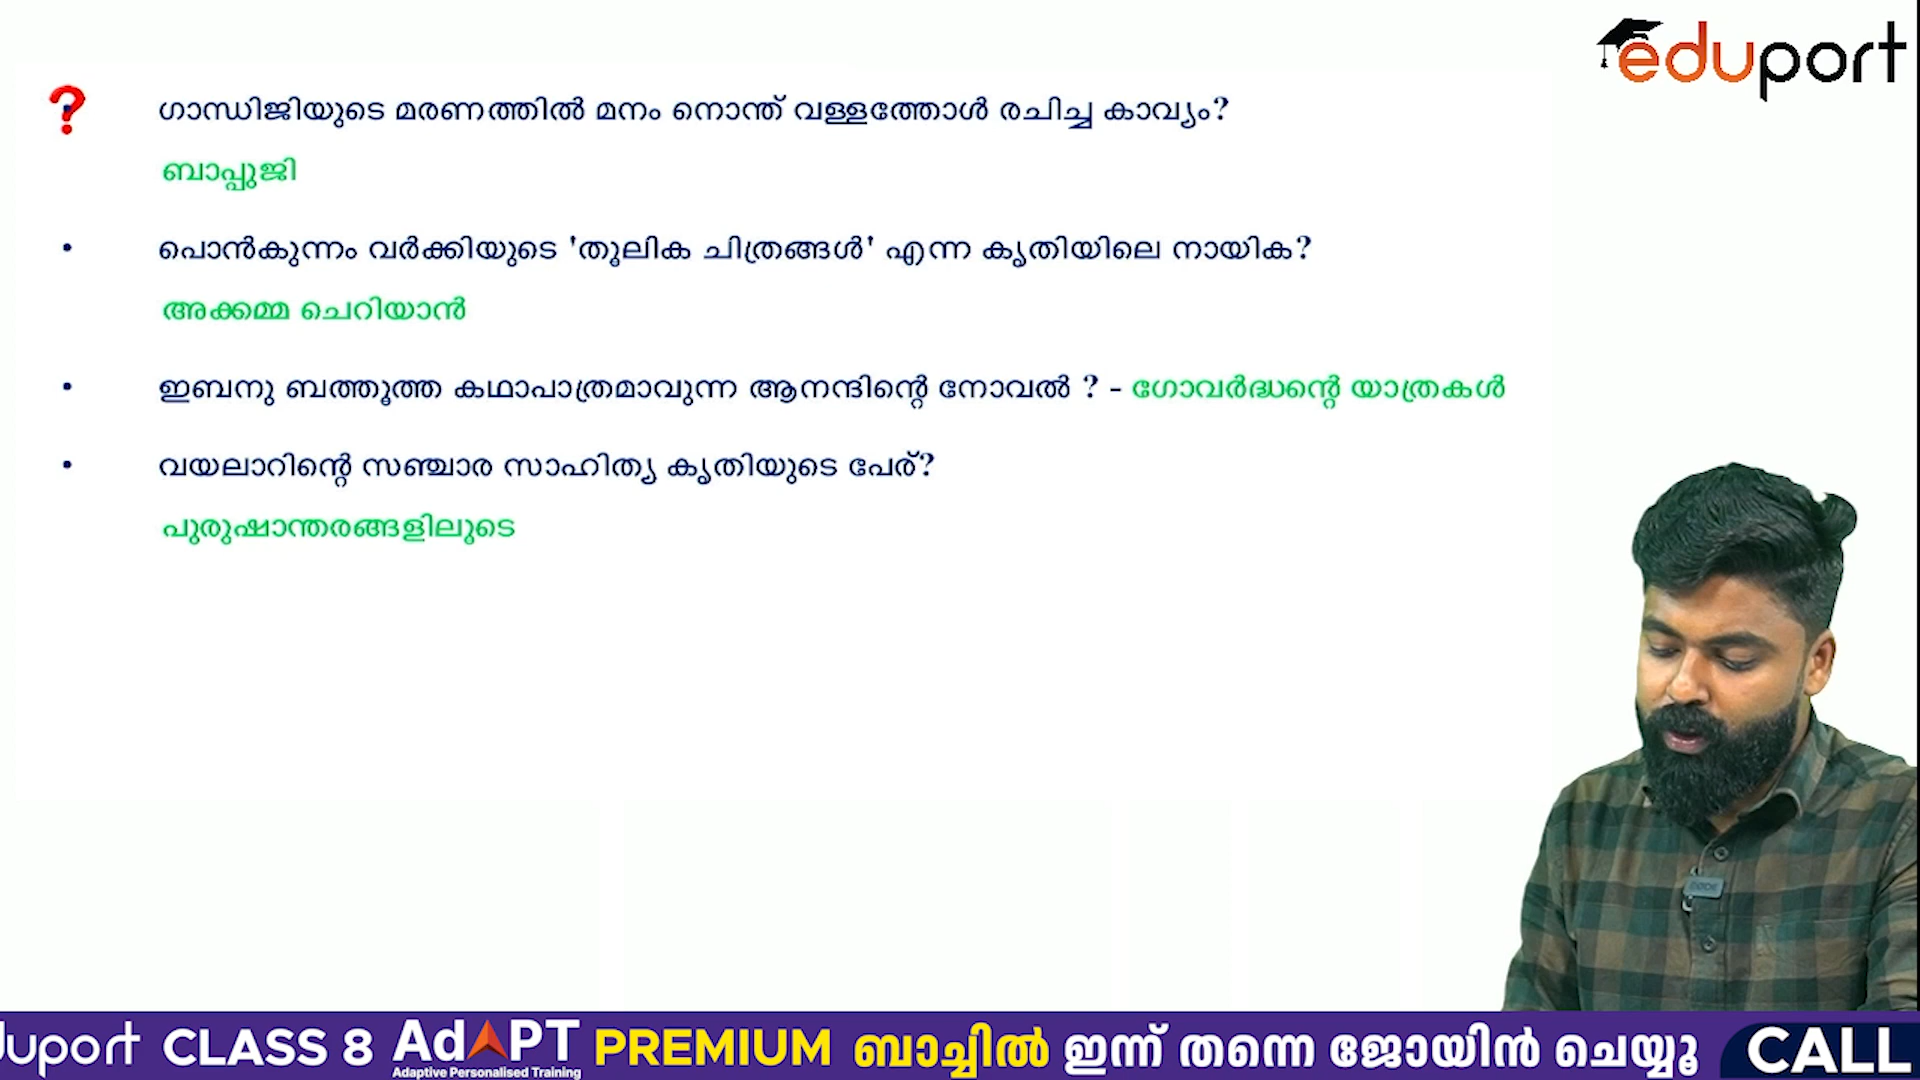 eduport
? ഗാന്ധിജിയുടെ മരണത്തിൽ മനം നൊന്ത് വള്ളത്തോൾ രചിച്ച കാവ്യം?
ബാപ്പുജി
• പൊൻകുന്നം വർക്കിയുടെ 'തൂലിക ചിത്രങ്ങൾ' എന്ന കൃതിയിലെ നായിക?
അക്കമ്മ ചെറിയാൻ
• ഇബനു ബത്തൂത്ത കഥാപാത്രമാവുന്ന ആനന്ദിന്റെ നോവൽ ? - ഗോവർദ്ധന്റെ യാത്രകൾ
• വയലാറിന്റെ സഞ്ചാര സാഹിത്യ കൃതിയുടെ പേര്?
പുരുഷാന്തരങ്ങളിലൂടെ
duport CLASS 8 AdAPT PREMIUM ബാച്ചിൽ ഇന്ന് തന്നെ ജോയിൻ ചെയ്യൂ CALL
Adaptive Personalised Training